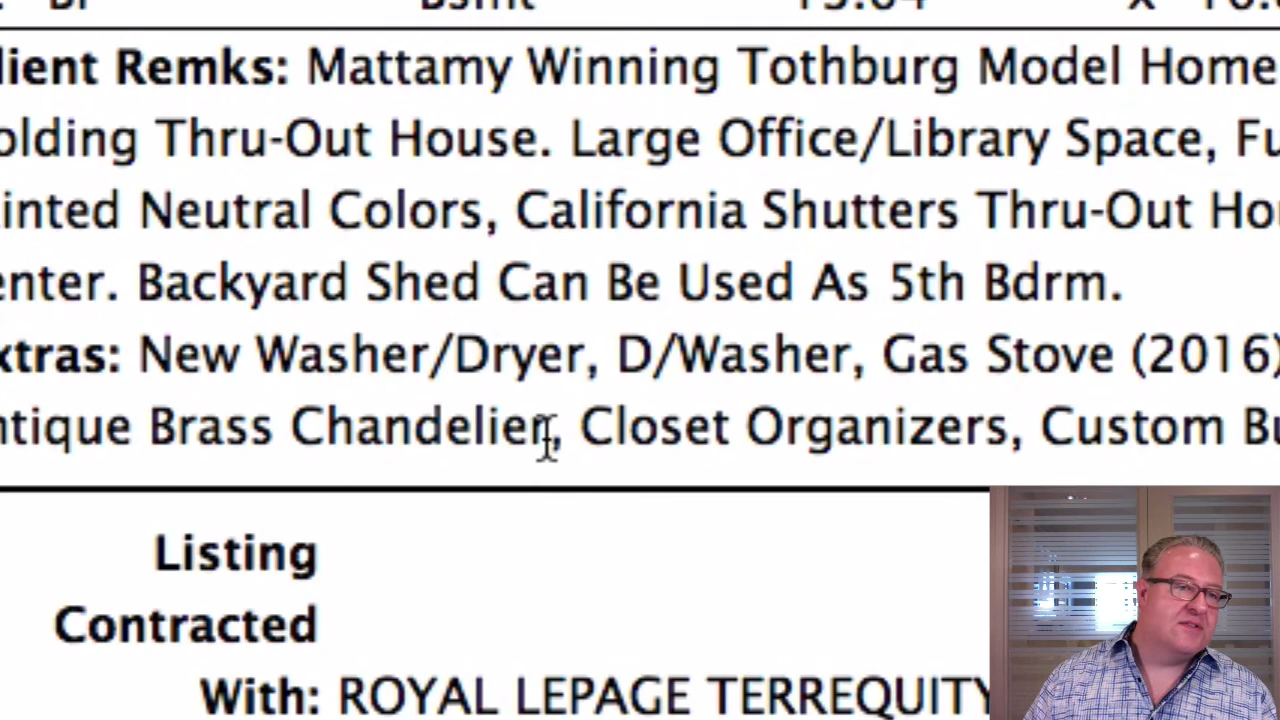 Bsmt
lient Remks: Mattamy Winning Tothburg Model Home
olding Thru-Out House. Large Office/Library Space, Fu
inted Neutral Colors, California Shutters Thru-Out Hou
enter. Backyard Shed Can Be Used As 5th Bdrm.
xtras: New Washer/Dryer, D/Washer, Gas Stove (2016)
ntique Brass Chandelier, Closet Organizers, Custom Bu
Listing
Contracted
With: ROYAL LEPAGE TERREQUITY